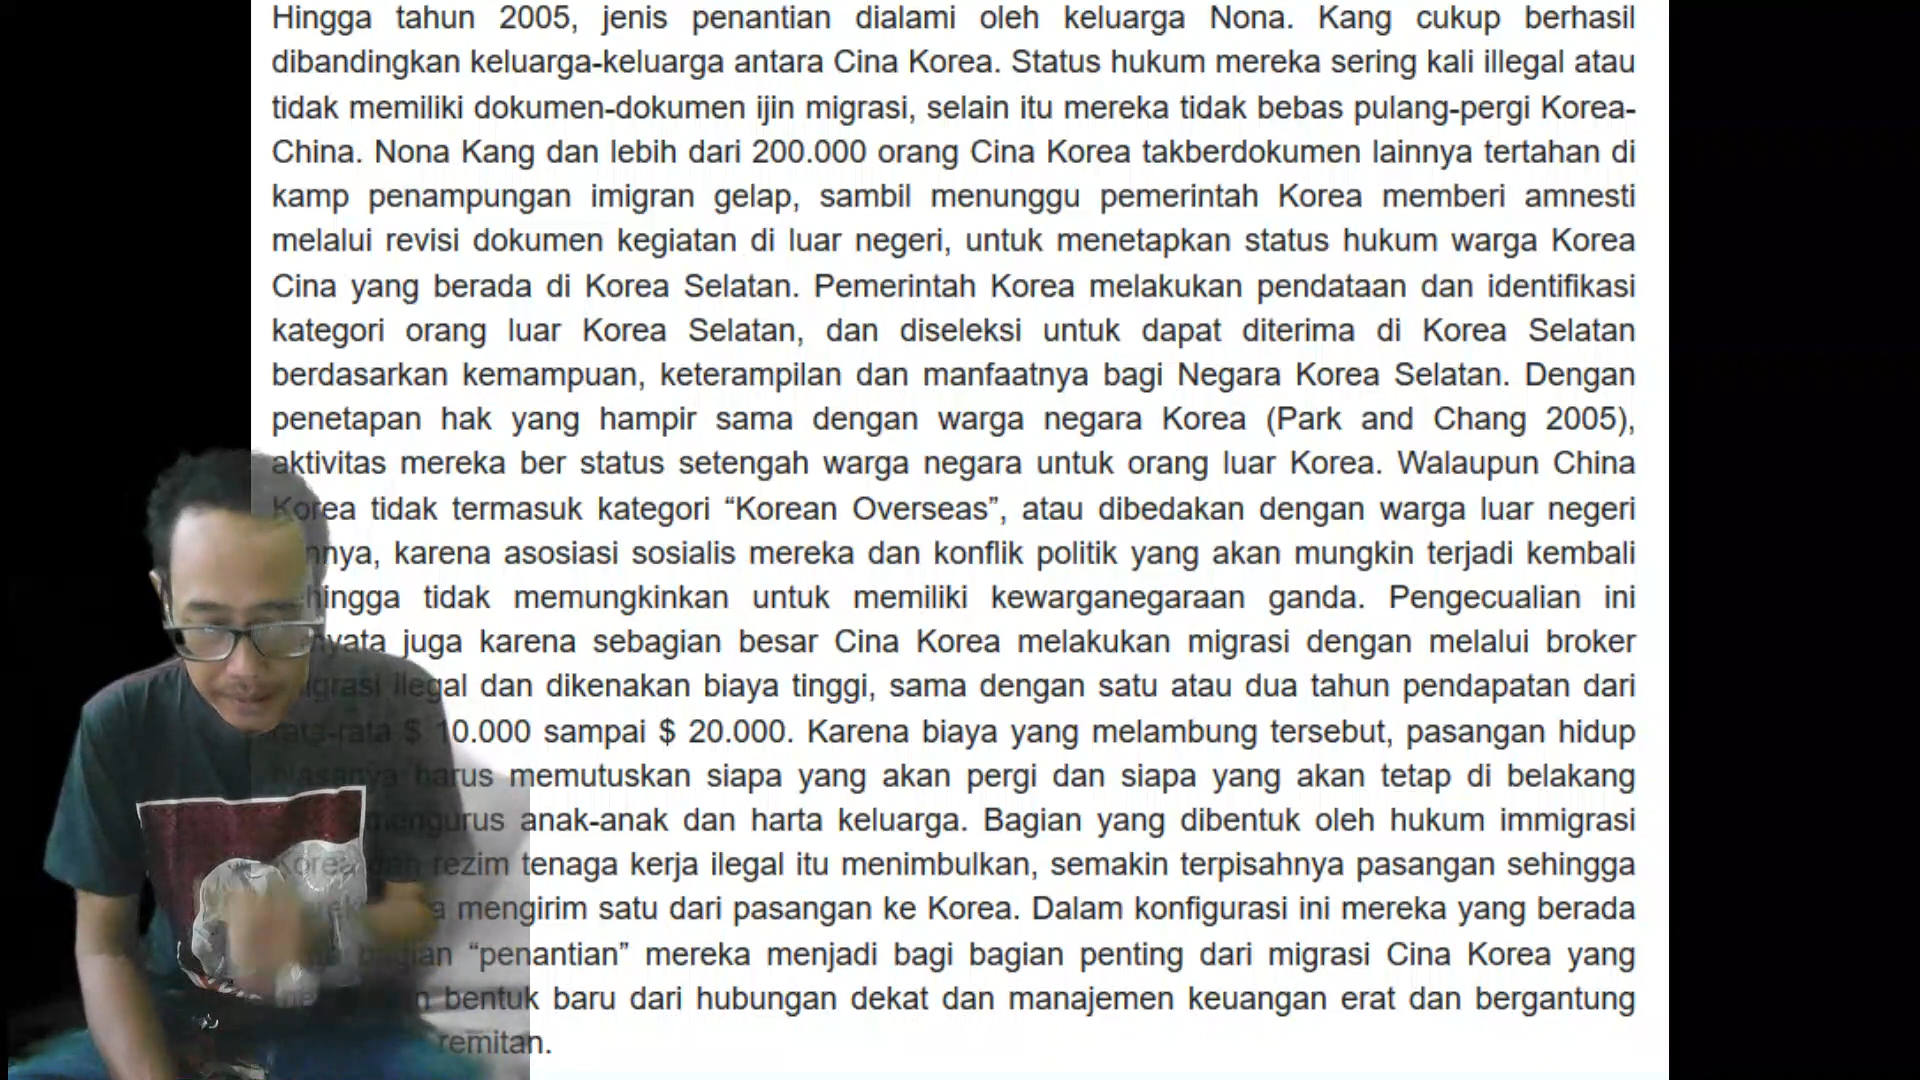 Hingga tahun 2005, jenis penantian dialami oleh keluarga Nona. Kang cukup berhasil
dibandingkan keluarga-keluarga antara Cina Korea. Status hukum mereka sering kali illegal atau
tidak memiliki dokumen-dokumen ijin migrasi, selain itu mereka tidak bebas pulang-pergi Korea-
China. Nona Kang dan lebih dari 200.000 orang Cina Korea takberdokumen lainnya tertahan di
kamp penampungan imigran gelap, sambil menunggu pemerintah Korea memberi amnesti
melalui revisi dokumen kegiatan di luar negeri, untuk menetapkan status hukum warga Korea
Cina yang berada di Korea Selatan. Pemerintah Korea melakukan pendataan dan identifikasi
kategori orang luar Korea Selatan, dan diseleksi untuk dapat diterima di Korea Selatan
berdasarkan kemampuan, keterampilan dan manfaatnya bagi Negara Korea Selatan. Dengan
penetapan hak yang hampir sama dengan warga negara Korea (Park and Chang 2005),
aktivitas mereka ber status setengah warga negara untuk orang luar Korea. Walaupun China
Korea tidak termasuk kategori “Korean Overseas”, atau dibedakan dengan warga luar negeri
karena asosiasi sosialis mereka dan konflik politik yang akan mungkin terjadi kembali
tidak memungkinkan untuk memiliki kewarganegaraan ganda. Pengecualian ini
juga karena sebagian besar Cina Korea melakukan migrasi dengan melalui broker
ilegal dan dikenakan biaya tinggi, sama dengan satu atau dua tahun pendapatan dari
rata-rata $ 10.000 sampai $ 20.000. Karena biaya yang melambung tersebut, pasangan hidup
biasanya harus memutuskan siapa yang akan pergi dan siapa yang akan tetap di belakang
mengurus anak-anak dan harta keluarga. Bagian yang dibentuk oleh hukum immigrasi
Korea dan rezim tenaga kerja ilegal itu menimbulkan, semakin terpisahnya pasangan sehingga
mengirim satu dari pasangan ke Korea. Dalam konfigurasi ini mereka yang berada
bagian “penantian” mereka menjadi bagi bagian penting dari migrasi Cina Korea yang
bentuk baru dari hubungan dekat dan manajemen keuangan erat dan bergantung
remitan.